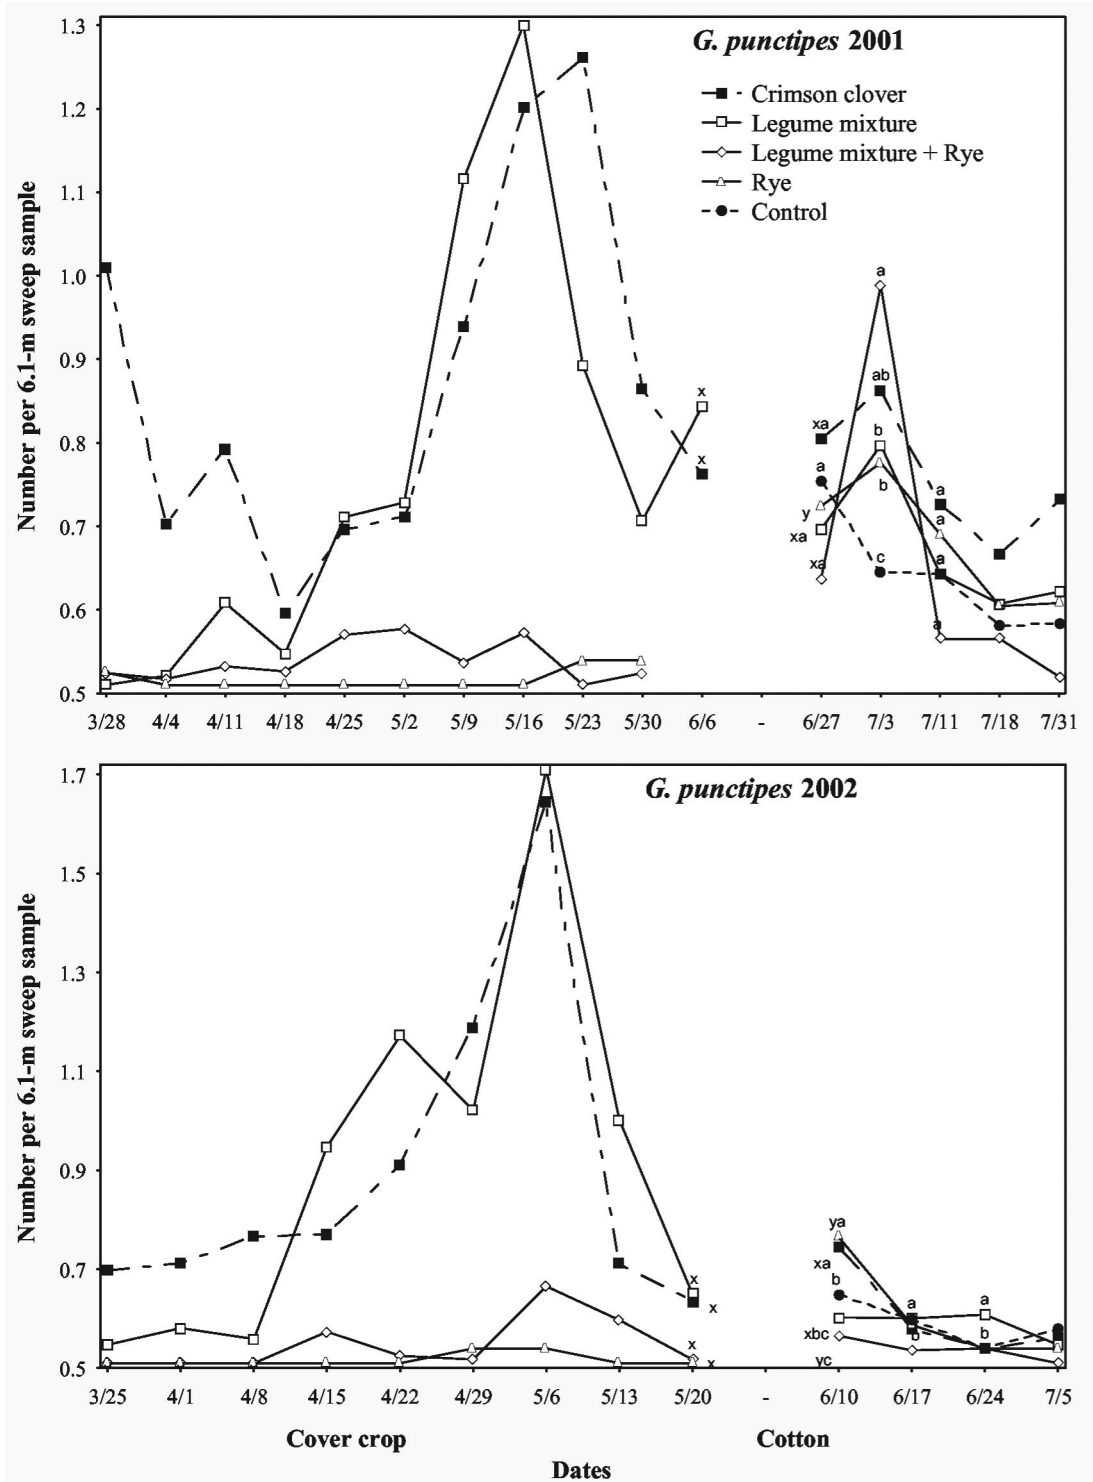 G. punctipes 2001
Crimson clover
Legume mixture
Legume mixture + Rye
Rye
Control
Number per 6.1-m sweep sample
1.3
1.2
1.1
1.0
0.9
0.8
0.7
0.6
0.5
x
x
xa
a
y
xa
xa
a
ab
b
b
c
a
a
a
a
3/28 4/4 4/11 4/18 4/25 5/2 5/9 5/16 5/23 5/30 6/6 - 6/27 7/3 7/11 7/18 7/31
G. punctipes 2002
Number per 6.1-m sweep sample
1.7
1.5
1.3
1.1
0.9
0.7
0.5
x
x
x
x
ya
xa
b
xbc
yc
a
b
a
b
3/25 4/1 4/8 4/15 4/22 4/29 5/6 5/13 5/20 - 6/10 6/17 6/24 7/5
Cover crop Cotton
Dates